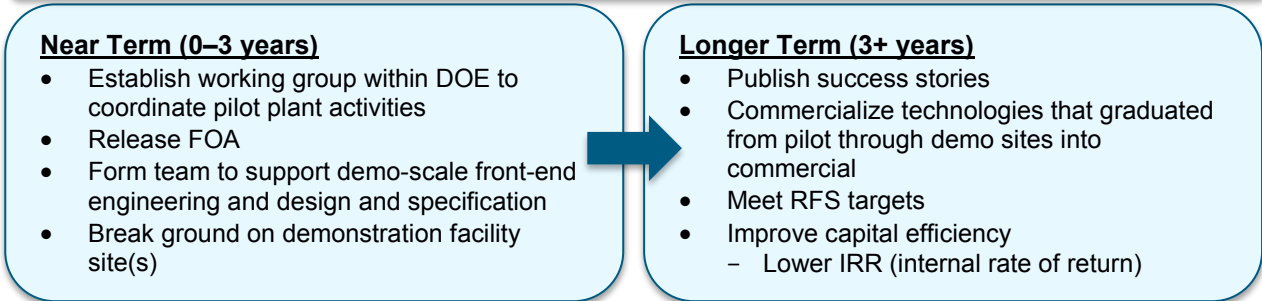 Near Term (0–3 years)
• Establish working group within DOE to
coordinate pilot plant activities
• Release FOA
• Form team to support demo-scale front-end
engineering and design and specification
• Break ground on demonstration facility
site(s)
Longer Term (3+ years)
• Publish success stories
• Commercialize technologies that graduated
from pilot through demo sites into
commercial
• Meet RFS targets
• Improve capital efficiency
− Lower IRR (internal rate of return)